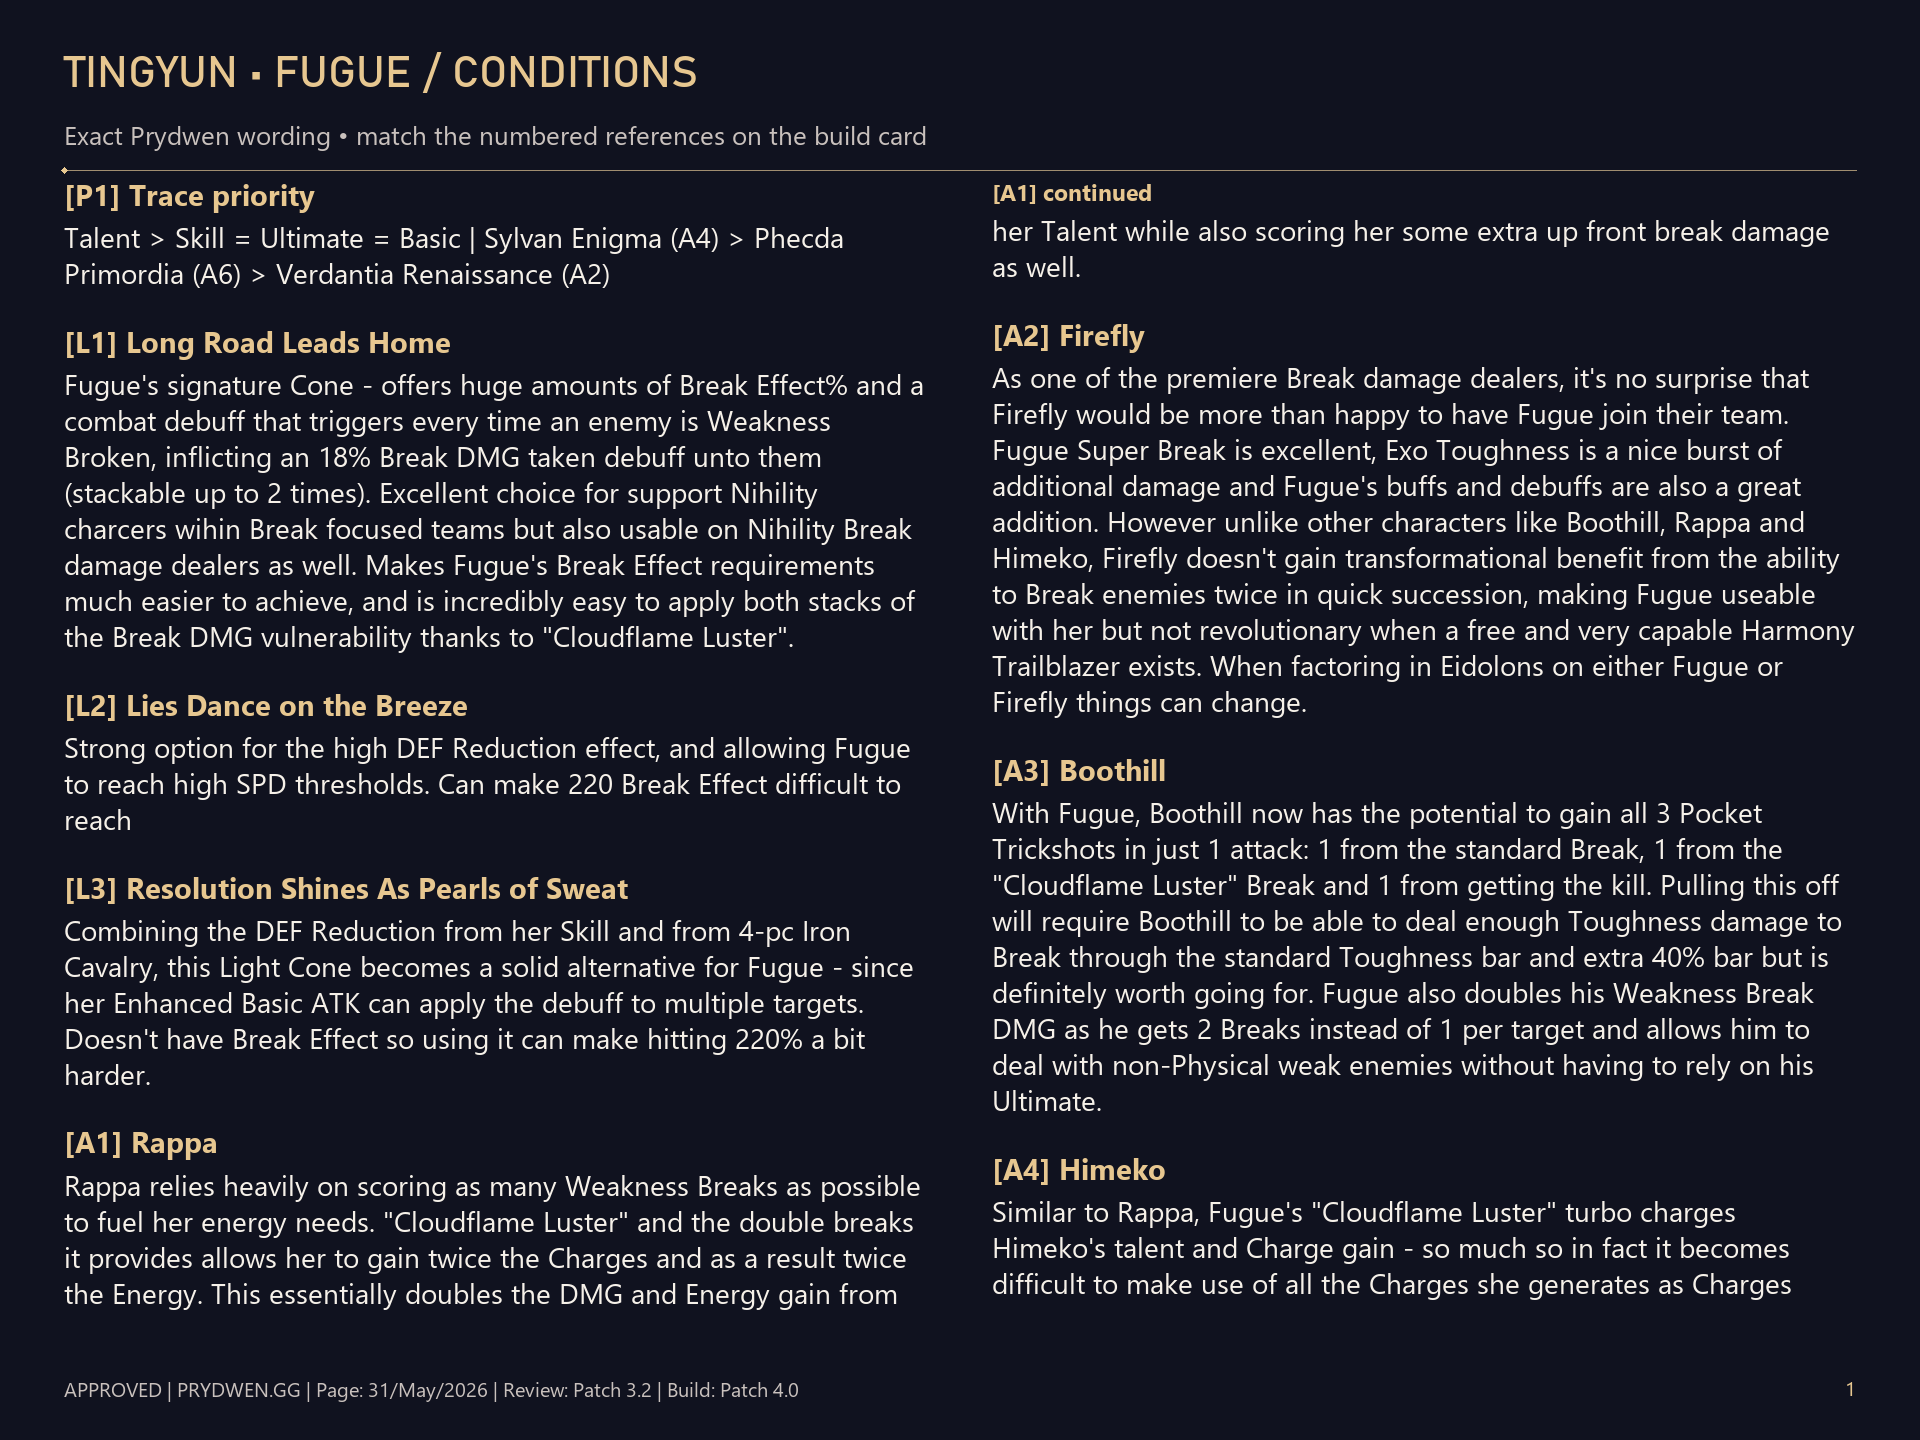 TINGYUN • FUGUE / CONDITIONS
Exact Prydwen wording • match the numbered references on the build card
[P1] Trace priority
Talent > Skill = Ultimate = Basic | Sylvan Enigma (A4) > Phecda
Primordia (A6) > Verdantia Renaissance (A2)
[L1] Long Road Leads Home
Fugue's signature Cone - offers huge amounts of Break Effect% and a
combat debuff that triggers every time an enemy is Weakness
Broken, inflicting an 18% Break DMG taken debuff unto them
(stackable up to 2 times). Excellent choice for support Nihility
charcers wihin Break focused teams but also usable on Nihility Break
damage dealers as well. Makes Fugue's Break Effect requirements
much easier to achieve, and is incredibly easy to apply both stacks of
the Break DMG vulnerability thanks to "Cloudflame Luster".
[L2] Lies Dance on the Breeze
Strong option for the high DEF Reduction effect, and allowing Fugue
to reach high SPD thresholds. Can make 220 Break Effect difficult to
reach
[L3] Resolution Shines As Pearls of Sweat
Combining the DEF Reduction from her Skill and from 4-pc Iron
Cavalry, this Light Cone becomes a solid alternative for Fugue - since
her Enhanced Basic ATK can apply the debuff to multiple targets.
Doesn't have Break Effect so using it can make hitting 220% a bit
harder.
[A1] Rappa
Rappa relies heavily on scoring as many Weakness Breaks as possible
to fuel her energy needs. "Cloudflame Luster" and the double breaks
it provides allows her to gain twice the Charges and as a result twice
the Energy. This essentially doubles the DMG and Energy gain from
[A1] continued
her Talent while also scoring her some extra up front break damage
as well.
[A2] Firefly
As one of the premiere Break damage dealers, it's no surprise that
Firefly would be more than happy to have Fugue join their team.
Fugue Super Break is excellent, Exo Toughness is a nice burst of
additional damage and Fugue's buffs and debuffs are also a great
addition. However unlike other characters like Boothill, Rappa and
Himeko, Firefly doesn't gain transformational benefit from the ability
to Break enemies twice in quick succession, making Fugue useable
with her but not revolutionary when a free and very capable Harmony
Trailblazer exists. When factoring in Eidolons on either Fugue or
Firefly things can change.
[A3] Boothill
With Fugue, Boothill now has the potential to gain all 3 Pocket
Trickshots in just 1 attack: 1 from the standard Break, 1 from the
"Cloudflame Luster" Break and 1 from getting the kill. Pulling this off
will require Boothill to be able to deal enough Toughness damage to
Break through the standard Toughness bar and extra 40% bar but is
definitely worth going for. Fugue also doubles his Weakness Break
DMG as he gets 2 Breaks instead of 1 per target and allows him to
deal with non-Physical weak enemies without having to rely on his
Ultimate.
[A4] Himeko
Similar to Rappa, Fugue's "Cloudflame Luster" turbo charges
Himeko's talent and Charge gain - so much so in fact it becomes
difficult to make use of all the Charges she generates as Charges
APPROVED | PRYDWEN.GG | Page: 31/May/2026 | Review: Patch 3.2 | Build: Patch 4.0
1